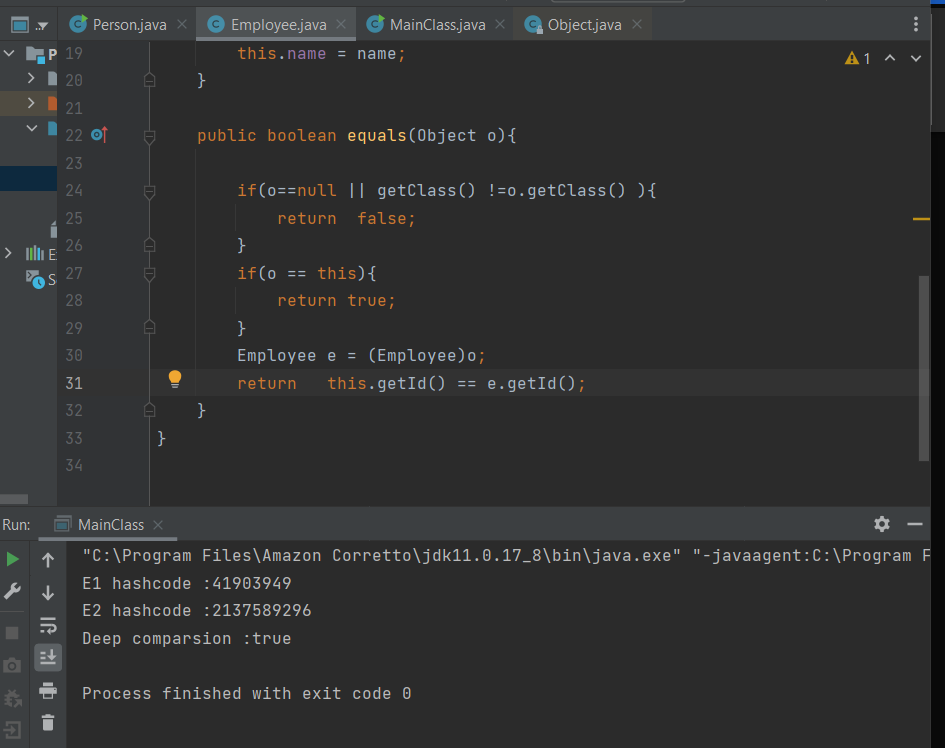 Person.java Employee.java MainClass.java Object.java
P
19 this.name = name; 1
20 }
21
22 public boolean equals(Object o){
23
24 if(o==null || getClass() !=o.getClass() ){
25 return  false;
26 }
27 if(o == this){
28 return true;
29 }
30 Employee e = (Employee)o;
31 return   this.getId() == e.getId();
32 }
33 }
34
E
S
Run: MainClass
"C:\Program Files\Amazon Corretto\jdk11.0.17_8\bin\java.exe" "-javaagent:C:\Program F
E1 hashcode :41903949
E2 hashcode :2137589296
Deep comparsion :true
Process finished with exit code 0